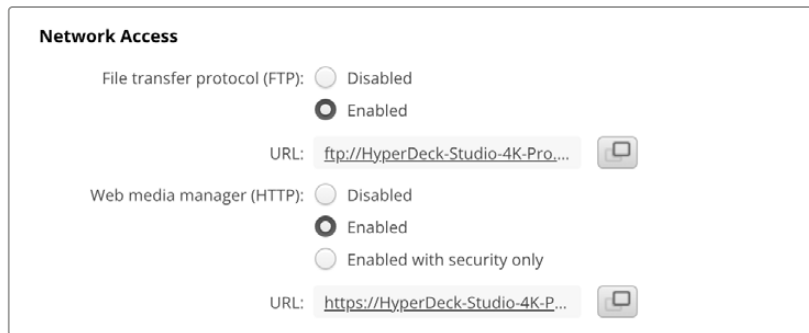 Network Access
File transfer protocol (FTP): Disabled
Enabled
URL: ftp://HyperDeck-Studio-4K-Pro....
Web media manager (HTTP): Disabled
Enabled
Enabled with security only
URL: https://HyperDeck-Studio-4K-P...